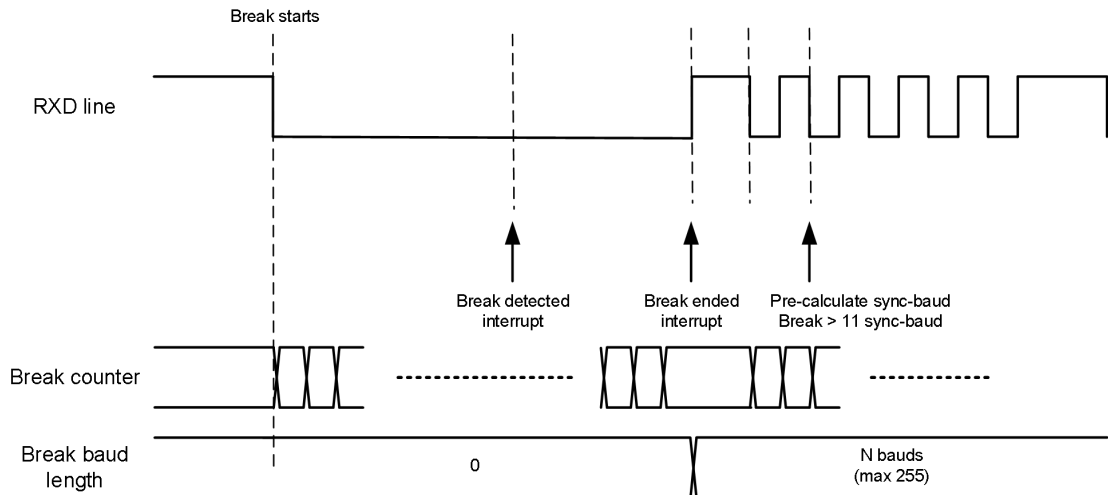 Break starts
RXD line
Break detected
interrupt
Break ended
interrupt
Pre-calculate sync-baud
Break > 11 sync-baud
Break counter
Break baud
length
0
N bauds
(max 255)